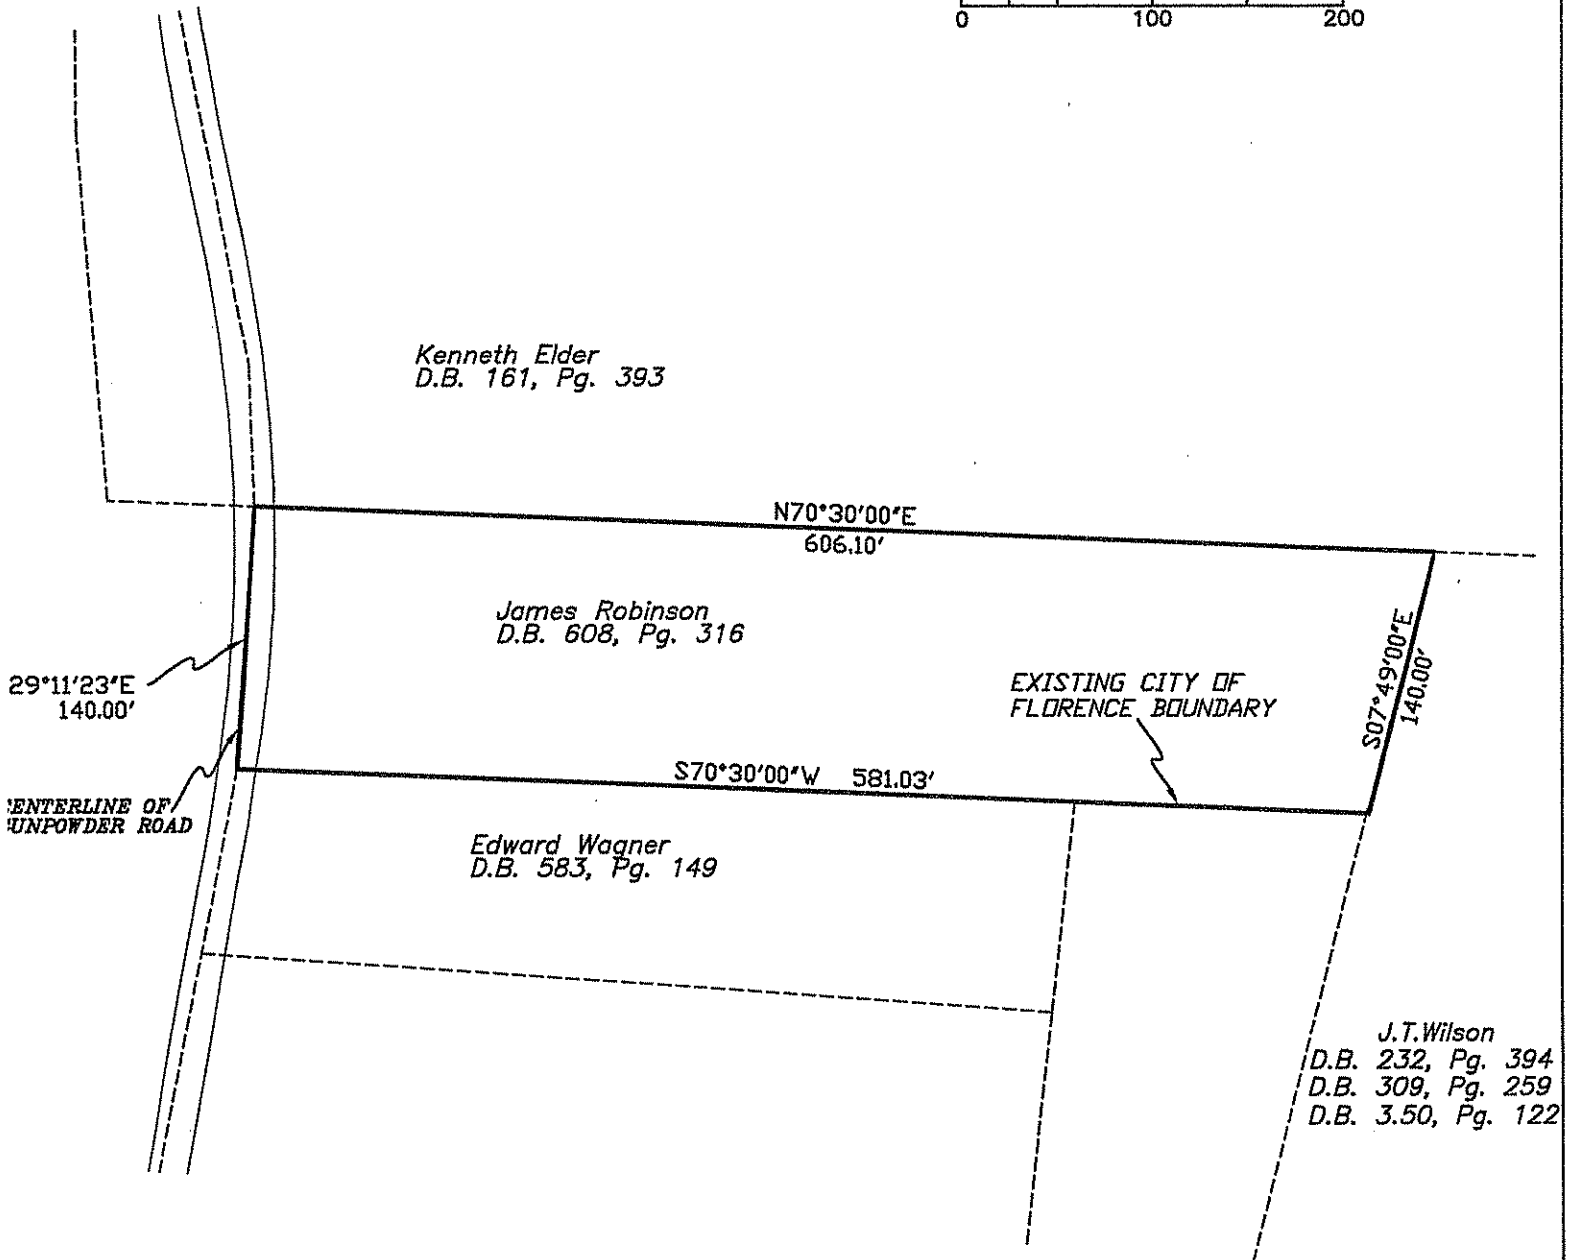 0 100 200
Kenneth Elder
D.B. 161, Pg. 393
N70°30'00"E
606.10'
James Robinson
D.B. 608, Pg. 316
29°11'23"E
140.00'
EXISTING CITY OF
FLORENCE BOUNDARY
S07°49'00"E
140.00'
S70°30'00"W 581.03'
ENTERLINE OF
UNPOWDER ROAD
Edward Wagner
D.B. 583, Pg. 149
J.T.Wilson
D.B. 232, Pg. 394
D.B. 309, Pg. 259
D.B. 3.50, Pg. 122